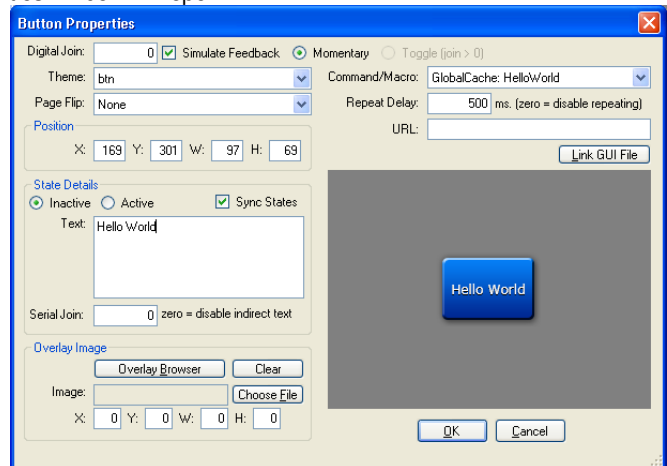 Button Properties
Digital Join: 0 Simulate Feedback Momentary Toggle (join > 0)
Theme: btn Command/Macro: GlobalCache: HelloWorld
Page Flip: None Repeat Delay: 500 ms. (zero = disable repeating)
URL:
Link GUI File
Position
X: 169 Y: 301 W: 97 H: 69
State Details
Inactive Active Sync States
Text: Hello World
Serial Join: 0 zero = disable indirect text
Hello World
Overlay Image
Overlay Browser Clear
Image: Choose File
X: 0 Y: 0 W: 0 H: 0
OK Cancel